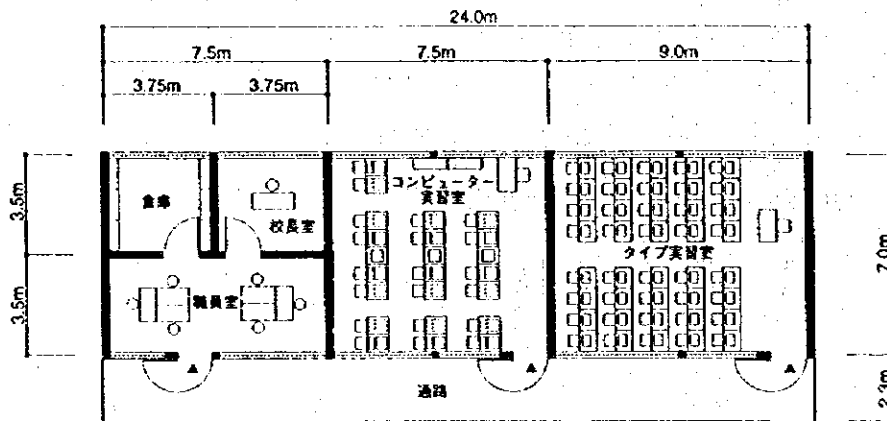 24.0m
7.5m
7.5m
9.0m
3.75m
3.75m
3.5m
3.5m
倉庫
校長室
職員室
コンピューター
実習室
タイプ実習室
7.0m
2.3m
通路